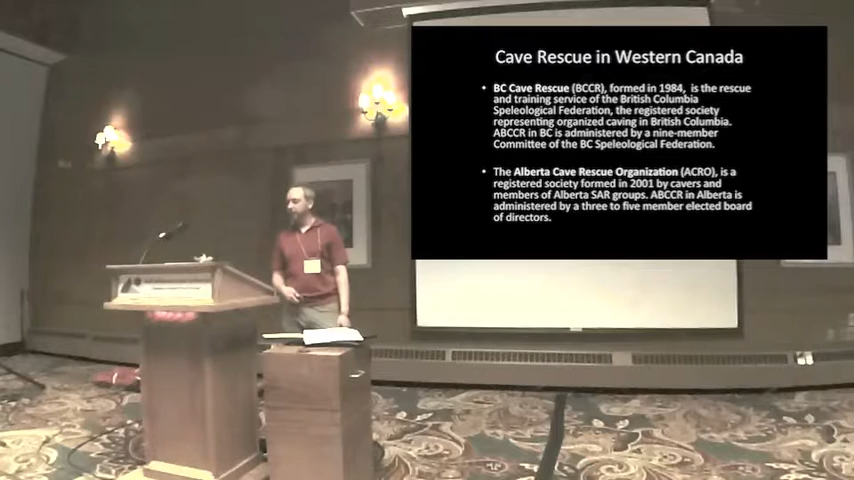 Cave Rescue in Western Canada
• BC Cave Rescue (BCCR), formed in 1984, is the rescue
and training service of the British Columbia
Speleological Federation, the registered society
representing organized caving in British Columbia.
ABCCR in BC is administered by a nine-member
Committee of the BC Speleological Federation.
• The Alberta Cave Rescue Organization (ACRO), is a
registered society formed in 2001 by cavers and
members of Alberta SAR groups. ABCCR in Alberta is
administered by a three to five member elected board
of directors.